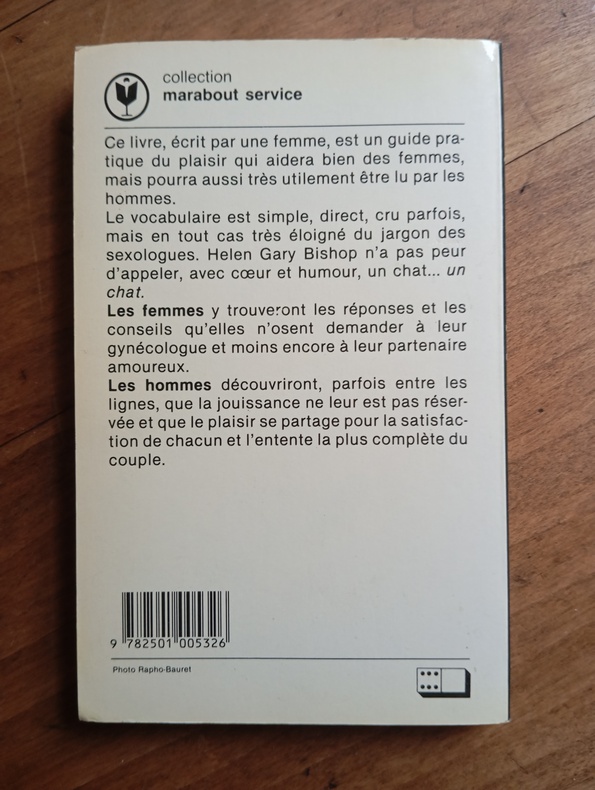 collection
marabout service
Ce livre, écrit par une femme, est un guide pra-
tique du plaisir qui aidera bien des femmes,
mais pourra aussi très utilement être lu par les
hommes.
Le vocabulaire est simple, direct, cru parfois,
mais en tout cas très éloigné du jargon des
sexologues. Helen Gary Bishop n'a pas peur
d'appeler, avec cœur et humour, un chat... un
chat.
Les femmes y trouveront les réponses et les
conseils qu'elles n'osent demander à leur
gynécologue et moins encore à leur partenaire
amoureux.
Les hommes découvriront, parfois entre les
lignes, que la jouissance ne leur est pas réser-
vée et que le plaisir se partage pour la satisfac-
tion de chacun et l'entente la plus complète du
couple.
9 782501 005326
Photo Rapho-Bauret